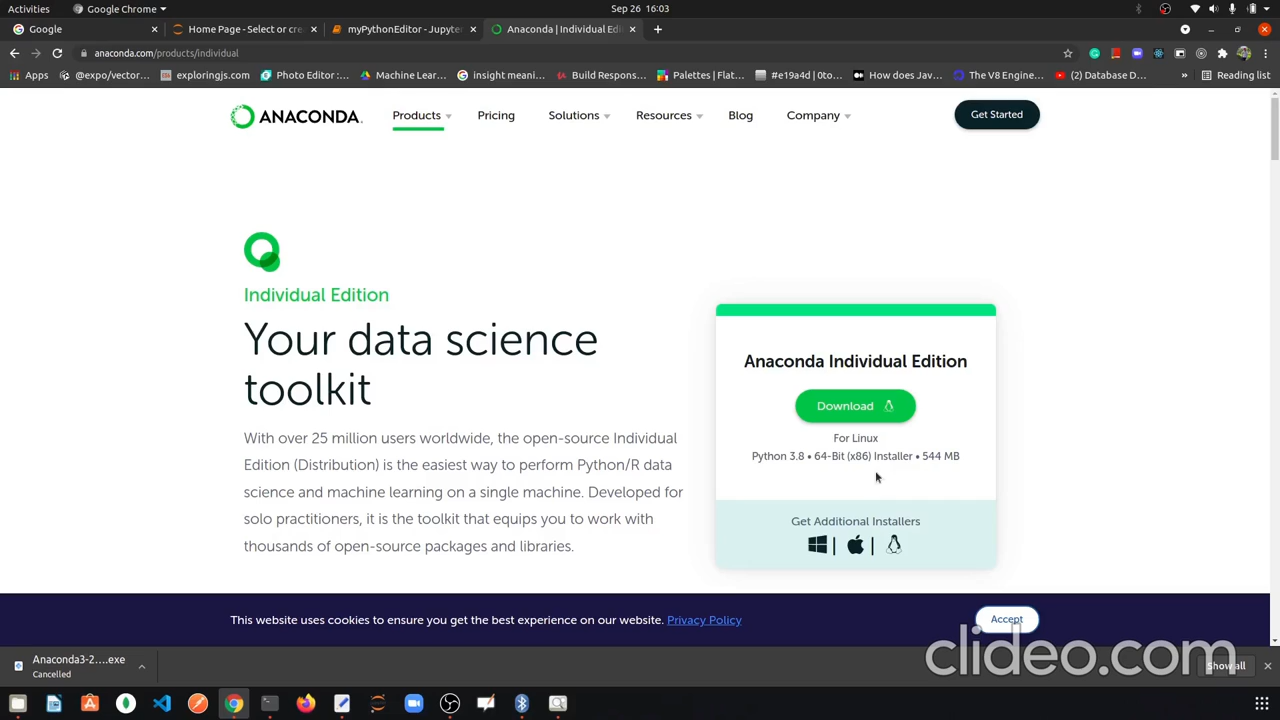 Activities
Google Chrome
Sep 26 16:03
Google
Home Page - Select or cre
myPythonEditor - Jupyter
Anaconda | Individual Edi
anaconda.com/products/individual
Apps
@expo/vector...
exploringjs.com
Photo Editor :...
Machine Lear...
insight meani...
Build Respons...
Palettes | Flat...
#e19a4d | 0to...
How does Jav...
The V8 Engine...
(2) Database D...
»
Reading list
ANACONDA.
Products
Pricing
Solutions
Resources
Blog
Company
Get Started
Individual Edition
Your data science
toolkit
With over 25 million users worldwide, the open-source Individual
Edition (Distribution) is the easiest way to perform Python/R data
science and machine learning on a single machine. Developed for
solo practitioners, it is the toolkit that equips you to work with
thousands of open-source packages and libraries.
Anaconda Individual Edition
Download
For Linux
Python 3.8 • 64-Bit (x86) Installer • 544 MB
Get Additional Installers
| |
This website uses cookies to ensure you get the best experience on our website. Privacy Policy
Accept
clideo.com
Anaconda3-2....exe
Cancelled
Show all